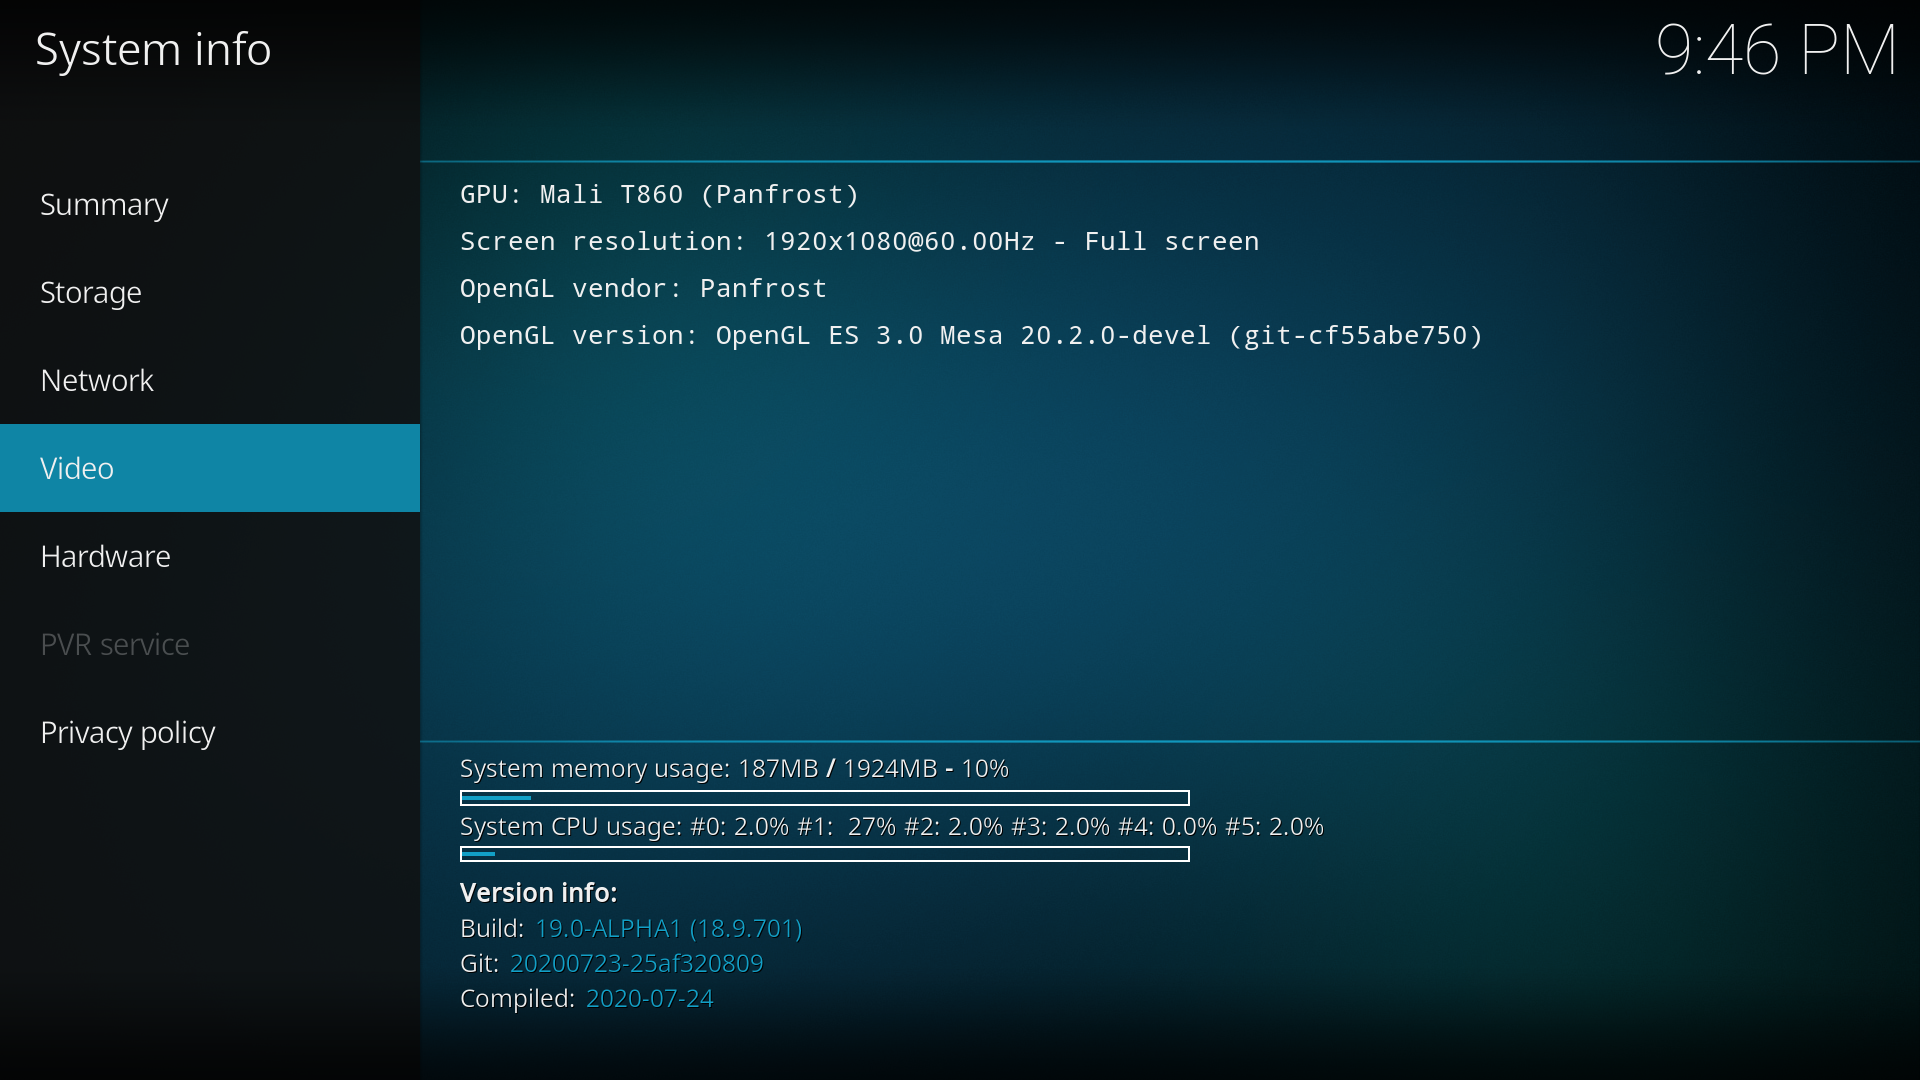 System info
9:46 PM
Summary
Storage
Network
Video
Hardware
PVR service
Privacy policy
GPU: Mali T860 (Panfrost)
Screen resolution: 1920x1080@60.00Hz - Full screen
OpenGL vendor: Panfrost
OpenGL version: OpenGL ES 3.0 Mesa 20.2.0-devel (git-cf55abe750)
System memory usage: 187MB / 1924MB - 10%
System CPU usage: #0: 2.0% #1:  27% #2: 2.0% #3: 2.0% #4: 0.0% #5: 2.0%
Version info:
Build: 19.0-ALPHA1 (18.9.701)
Git: 20200723-25af320809
Compiled: 2020-07-24